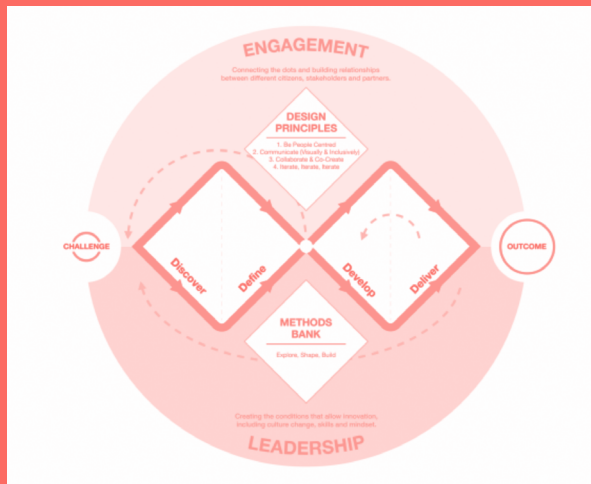 ENGAGEMENT
Connecting the dots and building relationships
between different citizens, stakeholders and partners.
DESIGN
PRINCIPLES
1. Be People Centred
2. Communicate (Visually & Inclusively)
3. Collaborate & Co-Create
4. Iterate, Iterate, Iterate
CHALLENGE
OUTCOME
Discover
Define
Develop
Deliver
METHODS
BANK
Explore, Shape, Build
Creating the conditions that allow innovation,
including culture change, skills and mindset.
LEADERSHIP